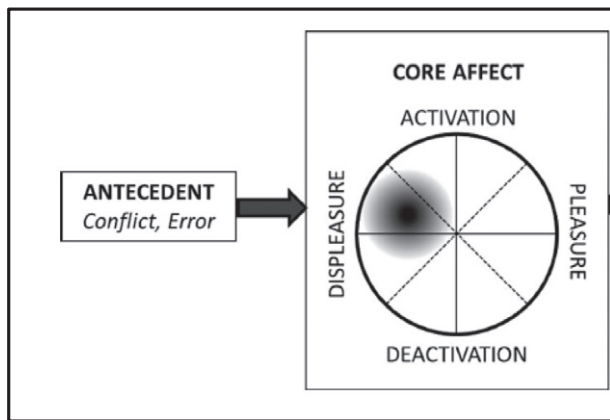 CORE AFFECT
ACTIVATION
ANTECEDENT
Conflict, Error
DISPLEASURE
PLEASURE
DEACTIVATION